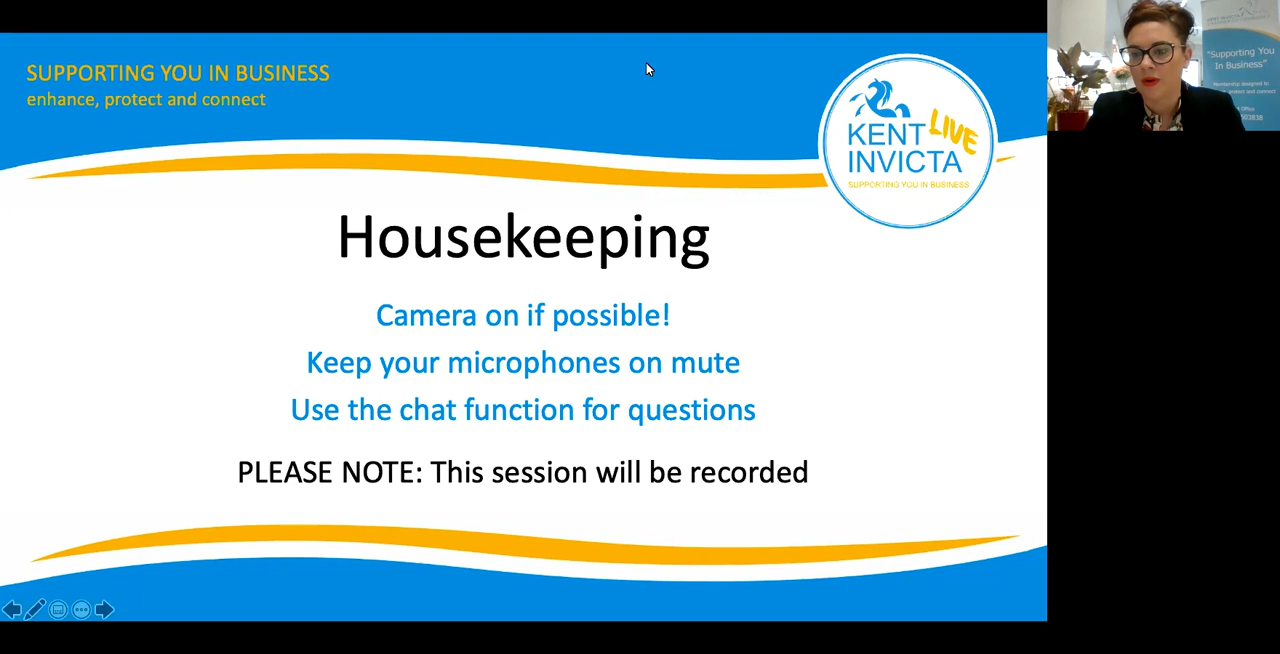 SUPPORTING YOU IN BUSINESS
enhance, protect and connect
KENT LIVE
INVICTA
SUPPORTING YOU IN BUSINESS
Housekeeping
Camera on if possible!
Keep your microphones on mute
Use the chat function for questions
PLEASE NOTE: This session will be recorded
"Supporting You
In Business"